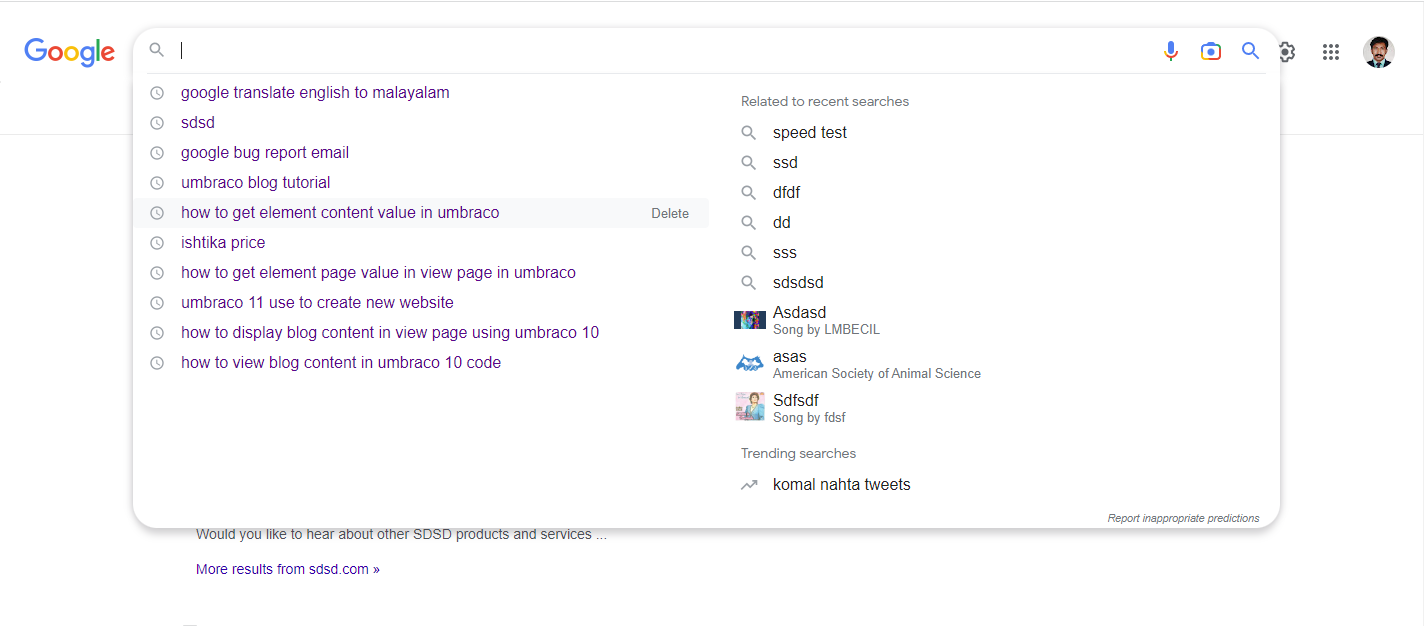 Google
google translate english to malayalam
sdsd
google bug report email
umbraco blog tutorial
how to get element content value in umbraco
Delete
ishtika price
how to get element page value in view page in umbraco
umbraco 11 use to create new website
how to display blog content in view page using umbraco 10
how to view blog content in umbraco 10 code
Related to recent searches
speed test
ssd
dfdf
dd
sss
sdsdsd
Asdasd
Song by LMBECIL
asas
American Society of Animal Science
Sdfsdf
Song by fdsf
Trending searches
komal nahta tweets
Report inappropriate predictions
Would you like to hear about other SDSD products and services ...
More results from sdsd.com »